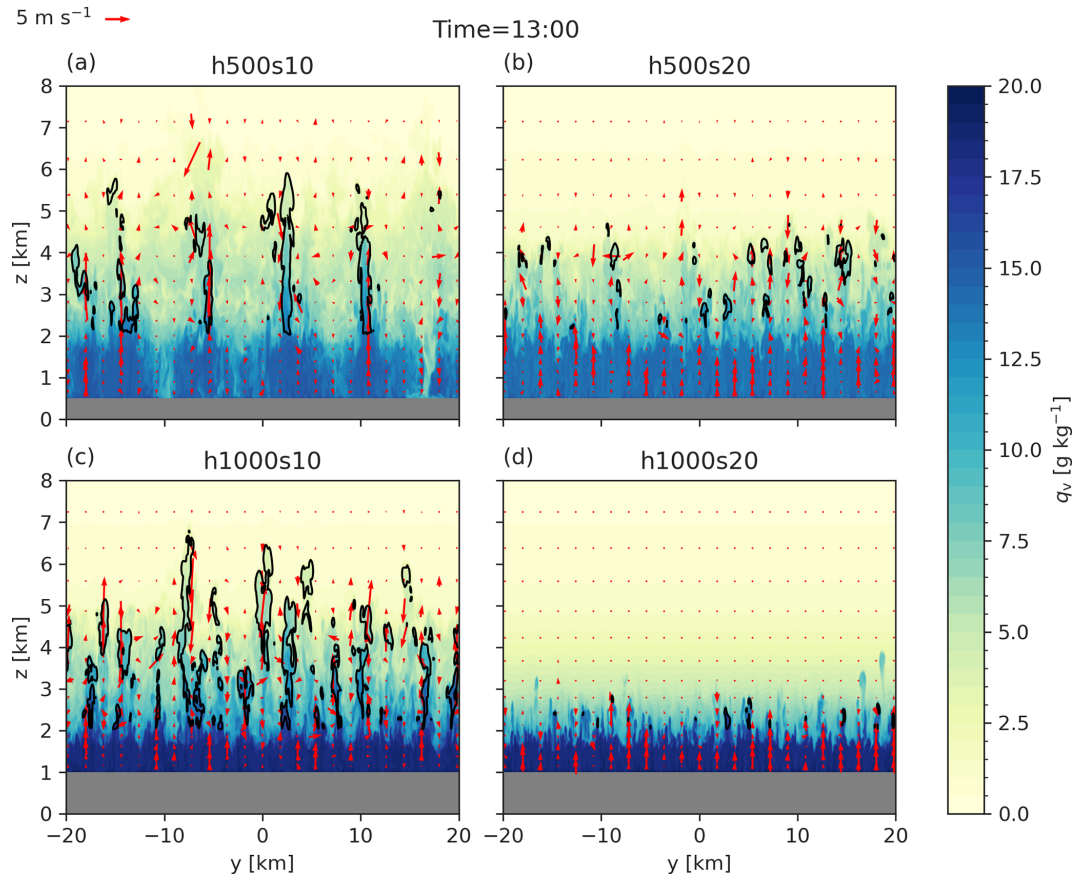 5 m s⁻¹
Time=13:00
(a) h500s10
(b) h500s20
8
7
6
5
4
3
2
1
0
z [km]
20.0
17.5
15.0
12.5
10.0
7.5
5.0
2.5
0.0
qᵥ [g kg⁻¹]
(c) h1000s10
(d) h1000s20
8
7
6
5
4
3
2
1
0
z [km]
−20 −10 0 10 20
−20 −10 0 10 20
y [km]
y [km]